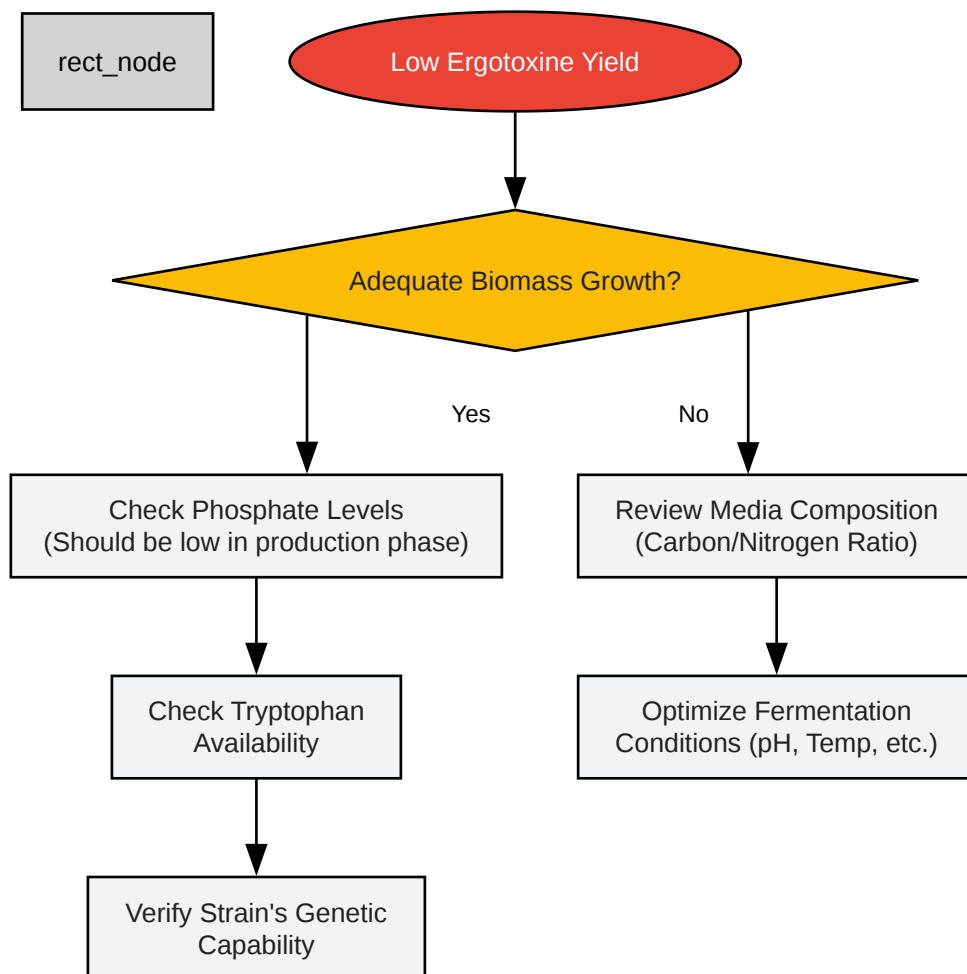 rect_node
Low Ergotoxine Yield
Adequate Biomass Growth?
Yes
No
Check Phosphate Levels
(Should be low in production phase)
Review Media Composition
(Carbon/Nitrogen Ratio)
Check Tryptophan
Availability
Optimize Fermentation
Conditions (pH, Temp, etc.)
Verify Strain's Genetic
Capability